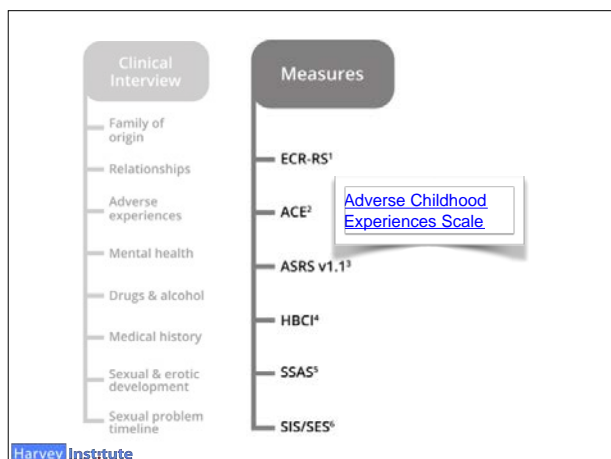 Clinical
Interview
Family of
origin
Relationships
Adverse
experiences
Mental health
Drugs & alcohol
Medical history
Sexual & erotic
development
Sexual problem
timeline
Measures
ECR-RS¹
ACE²
Adverse Childhood
Experiences Scale
ASRS v1.1³
HBCI⁴
SSAS⁵
SIS/SES⁶
Harvey Institute